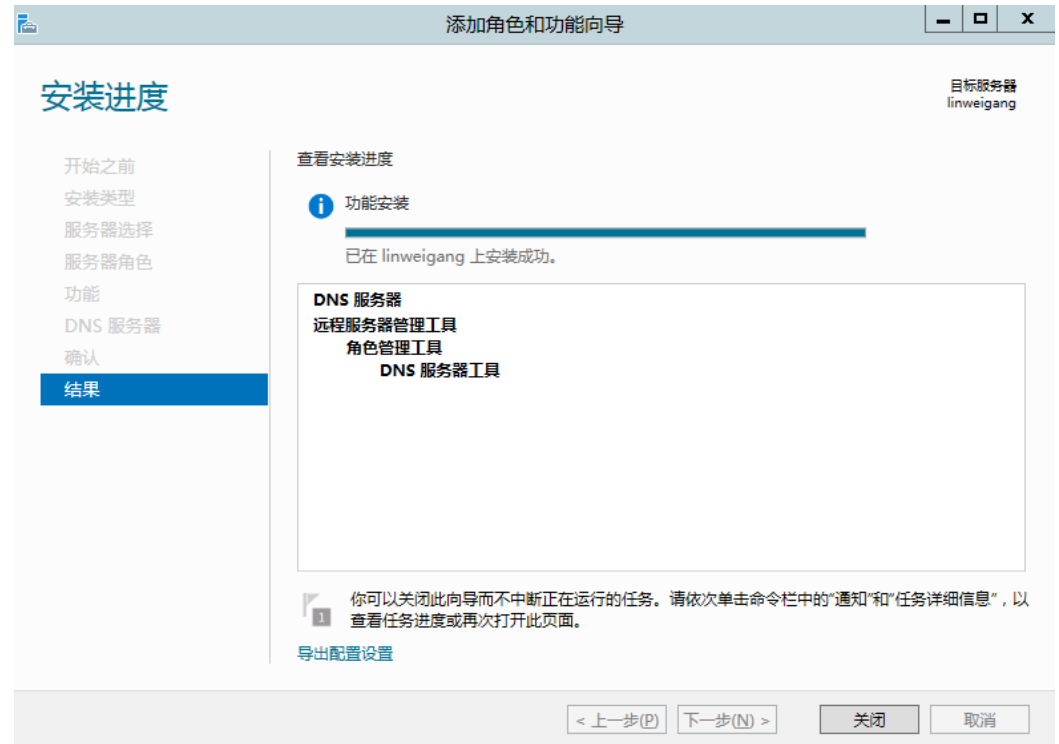 添加角色和功能向导
安装进度
目标服务器
linweigang
开始之前
安装类型
服务器选择
服务器角色
功能
DNS 服务器
确认
结果
查看安装进度
功能安装
已在 linweigang 上安装成功。
DNS 服务器
远程服务器管理工具
角色管理工具
DNS 服务器工具
1
你可以关闭此向导而不中断正在运行的任务。请依次单击命令栏中的"通知"和"任务详细信息"，以
查看任务进度或再次打开此页面。
导出配置设置
< 上一步(P)
下一步(N) >
关闭
取消